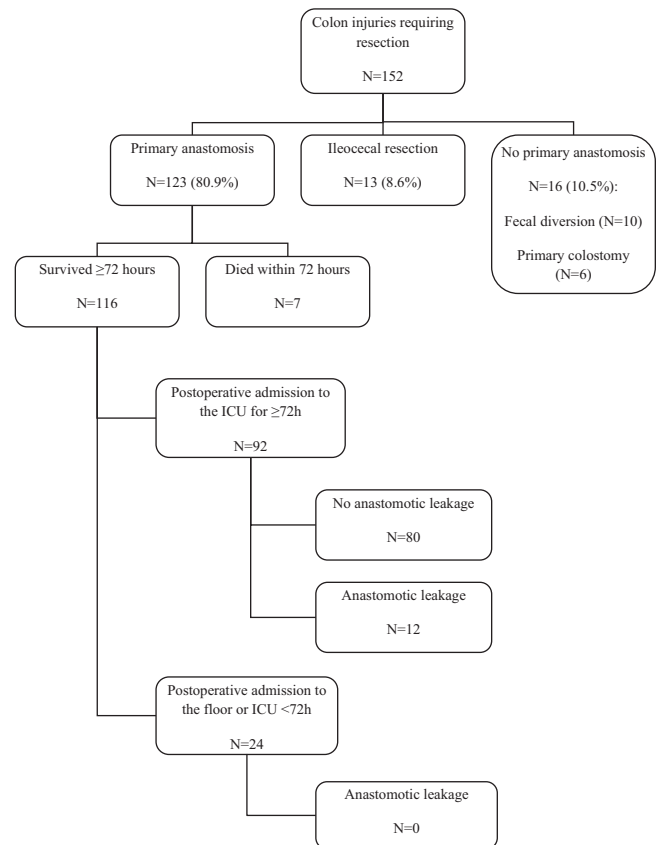 Colon injuries requiring
resection
N=152
Primary anastomosis
N=123 (80.9%)
Ileocecal resection
N=13 (8.6%)
No primary anastomosis
N=16 (10.5%):
Fecal diversion (N=10)
Primary colostomy
(N=6)
Survived ≥72 hours
N=116
Died within 72 hours
N=7
Postoperative admission to
the ICU for ≥72h
N=92
No anastomotic leakage
N=80
Anastomotic leakage
N=12
Postoperative admission to
the floor or ICU <72h
N=24
Anastomotic leakage
N=0